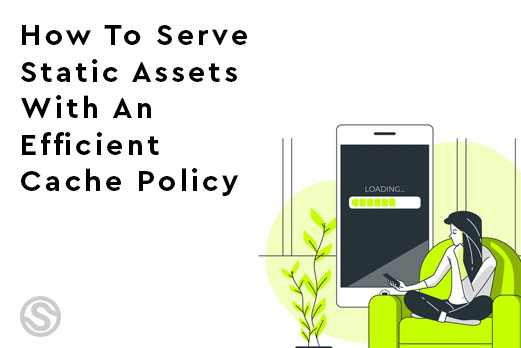 How To Serve
Static Assets
With An
Efficient
Cache Policy
LOADING...